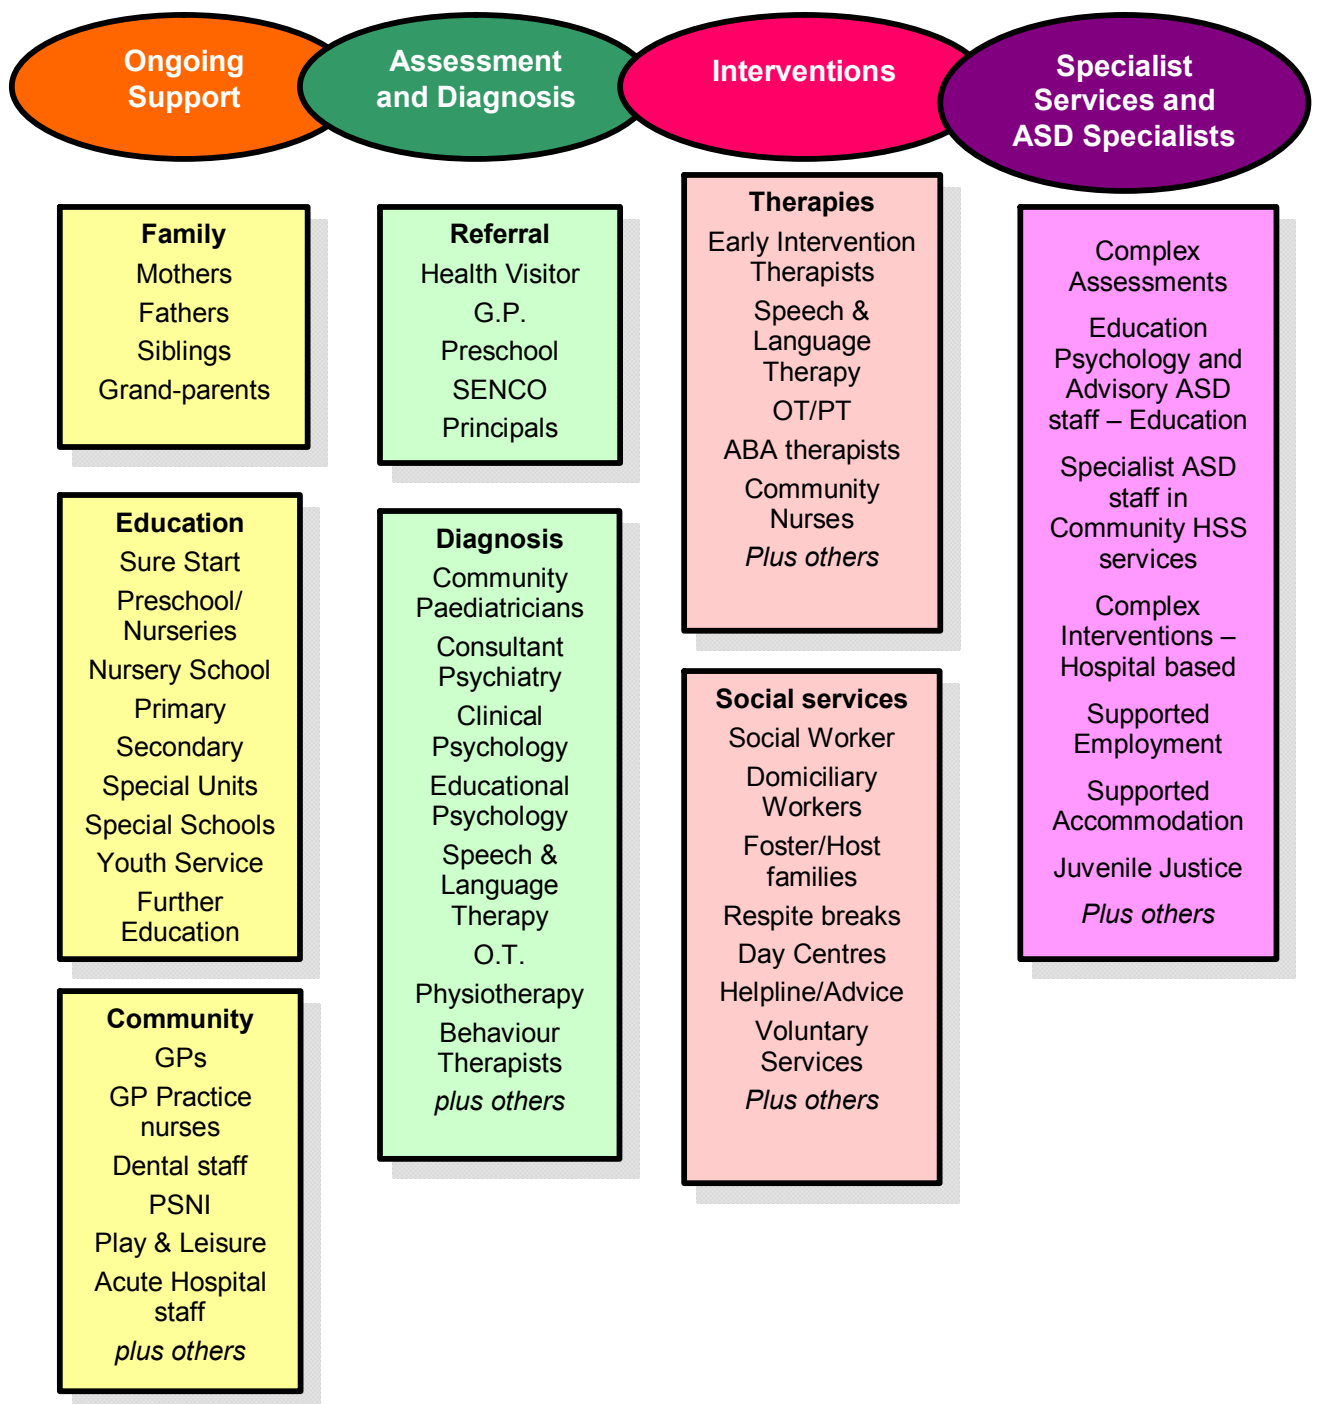 Ongoing
Support
Assessment
and Diagnosis
Interventions
Specialist
Services and
ASD Specialists
Family
Mothers
Fathers
Siblings
Grand-parents
Education
Sure Start
Preschool/
Nurseries
Nursery School
Primary
Secondary
Special Units
Special Schools
Youth Service
Further
Education
Community
GPs
GP Practice
nurses
Dental staff
PSNI
Play & Leisure
Acute Hospital
staff
plus others
Referral
Health Visitor
G.P.
Preschool
SENCO
Principals
Diagnosis
Community
Paediatricians
Consultant
Psychiatry
Clinical
Psychology
Educational
Psychology
Speech &
Language
Therapy
O.T.
Physiotherapy
Behaviour
Therapists
plus others
Therapies
Early Intervention
Therapists
Speech &
Language
Therapy
OT/PT
ABA therapists
Community
Nurses
Plus others
Social services
Social Worker
Domiciliary
Workers
Foster/Host
families
Respite breaks
Day Centres
Helpline/Advice
Voluntary
Services
Plus others
Complex
Assessments
Education
Psychology and
Advisory ASD
staff – Education
Specialist ASD
staff in
Community HSS
services
Complex
Interventions –
Hospital based
Supported
Employment
Supported
Accommodation
Juvenile Justice
Plus others